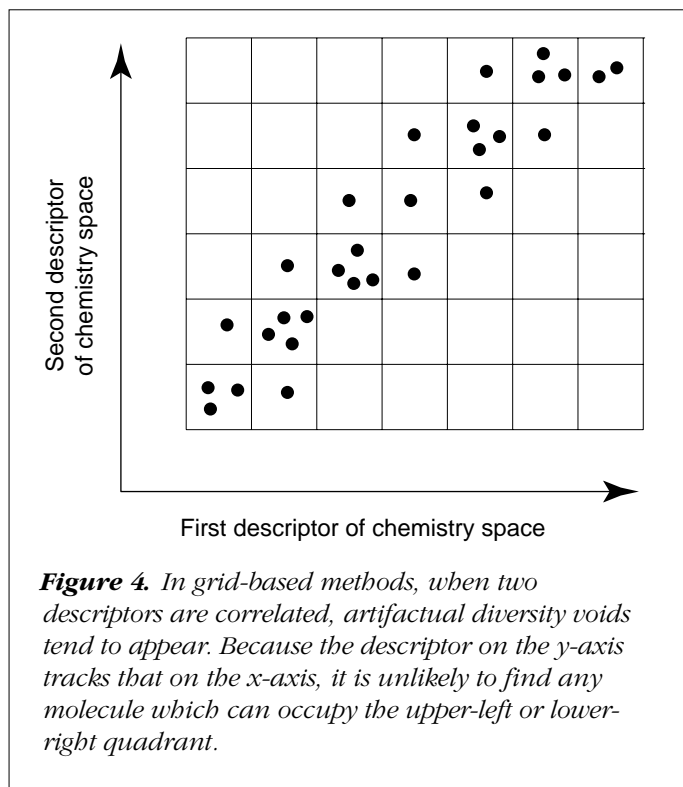 Second descriptor
of chemistry space
First descriptor of chemistry space
Figure 4. In grid-based methods, when two
descriptors are correlated, artifactual diversity voids
tend to appear. Because the descriptor on the y-axis
tracks that on the x-axis, it is unlikely to find any
molecule which can occupy the upper-left or lower-
right quadrant.